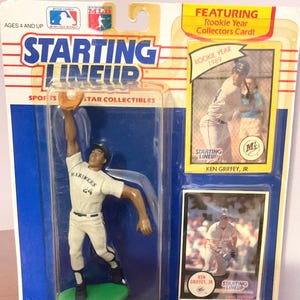 AGES 4 AND UP
FEATURING
Rookie Year
Collectors Card!
STARTING
LINEUP
SPORTS
STAR COLLECTIBLES
ROOKIE YEAR
1989
STARTING
LINEUP
KEN GRIFFEY, JR
MARINERS
24
KEN
GRIFFEY, JR
STARTING
LINEUP